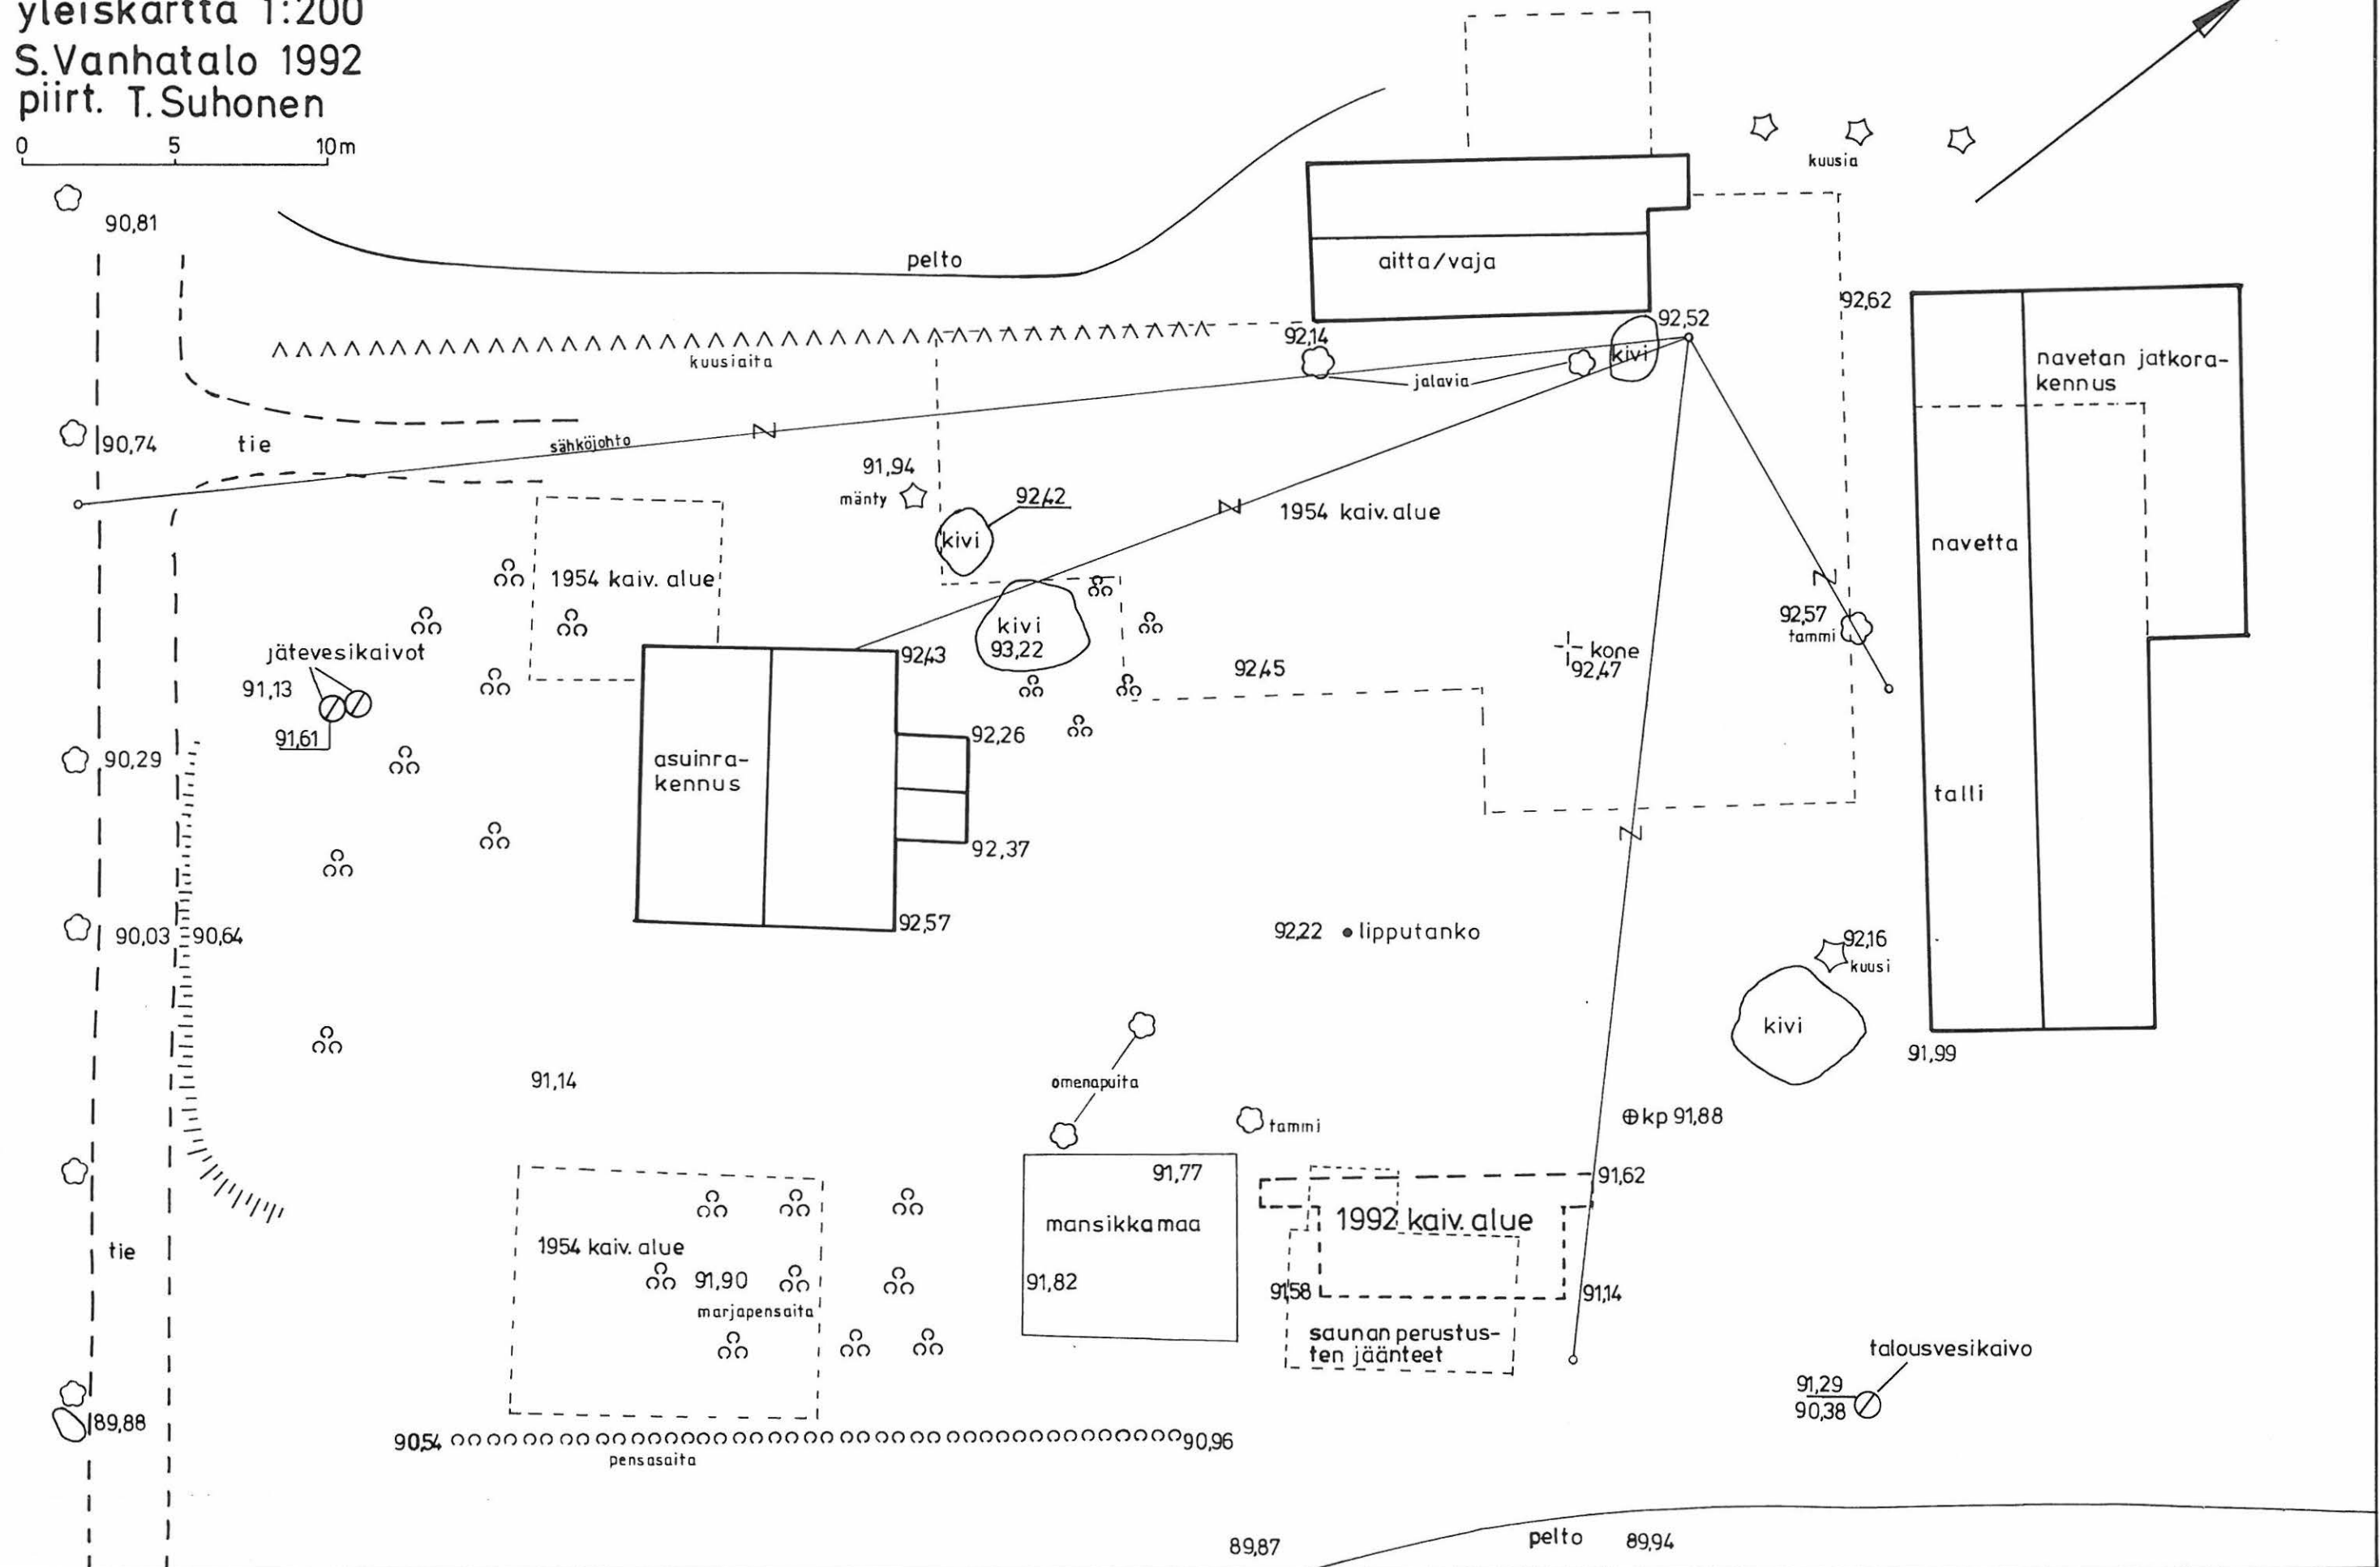 yleiskartta 1:200
S.Vanhatalo 1992
piirt. T.Suhonen
0 5 10m
90,81
kuusia
pelto
aitta/vaja
92,62
92,52
92,14
kivi
navetan jatkora-
kennus
kuusiaita
jalavia
90,74
tie
sähköjohto
91,94
mänty
92,42
kivi
1954 kaiv. alue
navetta
1954 kaiv. alue
kivi
93,22
92,57
tammi
jätevesikaivot
91,13
91,61
92,43
92,45
kone
92,47
90,29
asuinra-
kennus
92,26
92,37
talli
90,03
90,64
92,57
92,22
lipputanko
92,16
kuusi
kivi
91,99
91,14
omenapuita
tammi
kp 91,88
91,77
91,62
mansikkamaa
1992 kaiv. alue
tie
1954 kaiv. alue
91,90
marjapensaita
91,82
91,58
91,14
saunan perustus-
ten jäänteet
talousvesikaivo
91,29
90,38
89,88
90,54
90,96
pensasaita
89,87
pelto
89,94